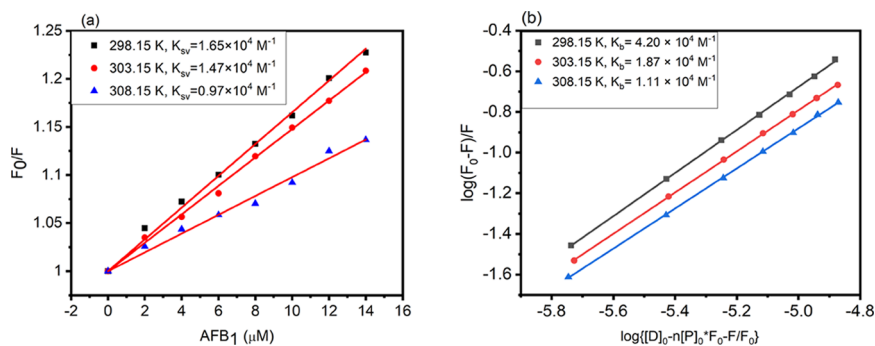 (a)
298.15 K, Ksv=1.65×10⁴ M⁻¹
303.15 K, Ksv=1.47×10⁴ M⁻¹
308.15 K, Ksv=0.97×10⁴ M⁻¹
1.25
1.20
1.15
1.10
1.05
1
F0/F
-2 0 2 4 6 8 10 12 14 16
AFB1 (μM)
(b)
298.15 K, Kb= 4.20 × 10⁴ M⁻¹
303.15 K, Kb= 1.87 × 10⁴ M⁻¹
308.15 K, Kb= 1.11 × 10⁴ M⁻¹
-0.4
-0.6
-0.8
-1.0
-1.2
-1.4
-1.6
log(F0-F)/F
-5.8 -5.6 -5.4 -5.2 -5.0 -4.8
log{[D]0-n[P]0*F0-F/F0}